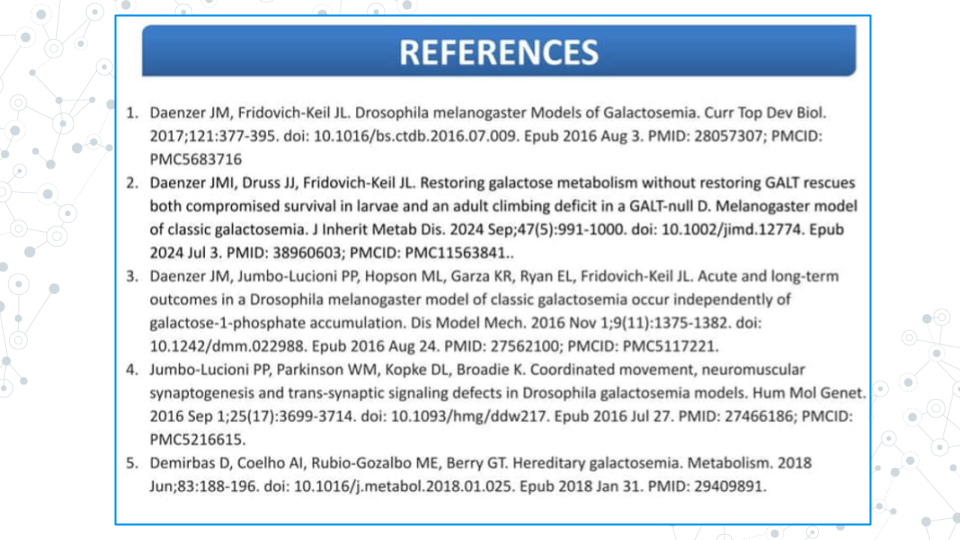 REFERENCES
1. Daenzer JM, Fridovich-Keil JL. Drosophila melanogaster Models of Galactosemia. Curr Top Dev Biol.
2017;121:377-395. doi: 10.1016/bs.ctdb.2016.07.009. Epub 2016 Aug 3. PMID: 28057307; PMCID:
PMC5683716
2. Daenzer JMI, Druss JJ, Fridovich-Keil JL. Restoring galactose metabolism without restoring GALT rescues
both compromised survival in larvae and an adult climbing deficit in a GALT-null D. Melanogaster model
of classic galactosemia. J Inherit Metab Dis. 2024 Sep;47(5):991-1000. doi: 10.1002/jimd.12774. Epub
2024 Jul 3. PMID: 38960603; PMCID: PMC11563841..
3. Daenzer JM, Jumbo-Lucioni PP, Hopson ML, Garza KR, Ryan EL, Fridovich-Keil JL. Acute and long-term
outcomes in a Drosophila melanogaster model of classic galactosemia occur independently of
galactose-1-phosphate accumulation. Dis Model Mech. 2016 Nov 1;9(11):1375-1382. doi:
10.1242/dmm.022988. Epub 2016 Aug 24. PMID: 27562100; PMCID: PMC5117221.
4. Jumbo-Lucioni PP, Parkinson WM, Kopke DL, Broadie K. Coordinated movement, neuromuscular
synaptogenesis and trans-synaptic signaling defects in Drosophila galactosemia models. Hum Mol Genet.
2016 Sep 1;25(17):3699-3714. doi: 10.1093/hmg/ddw217. Epub 2016 Jul 27. PMID: 27466186; PMCID:
PMC5216615.
5. Demirbas D, Coelho AI, Rubio-Gozalbo ME, Berry GT. Hereditary galactosemia. Metabolism. 2018
Jun;83:188-196. doi: 10.1016/j.metabol.2018.01.025. Epub 2018 Jan 31. PMID: 29409891.